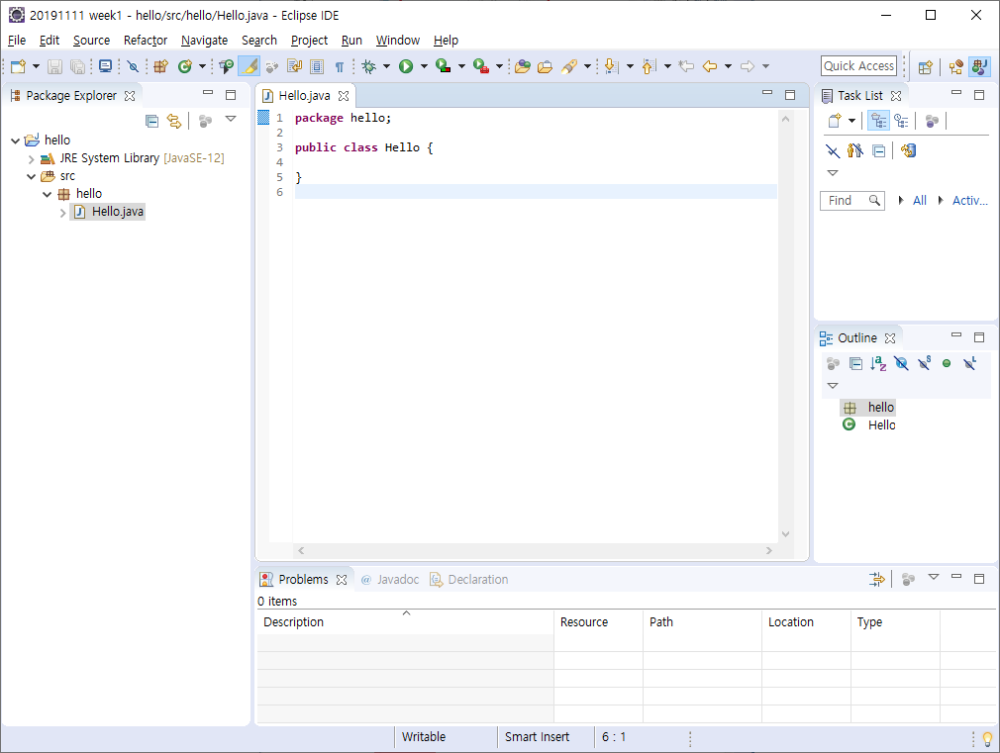 20191111 week1 - hello/src/hello/Hello.java - Eclipse IDE
File Edit Source Refactor Navigate Search Project Run Window Help
Quick Access
Package Explorer
hello
JRE System Library [JavaSE-12]
src
hello
Hello.java
Hello.java
1 package hello;
2
3 public class Hello {
4
5 }
6
Task List
Find All Activ...
Outline
hello
Hello
Problems @ Javadoc Declaration
0 items
Description Resource Path Location Type
Writable Smart Insert 6 : 1